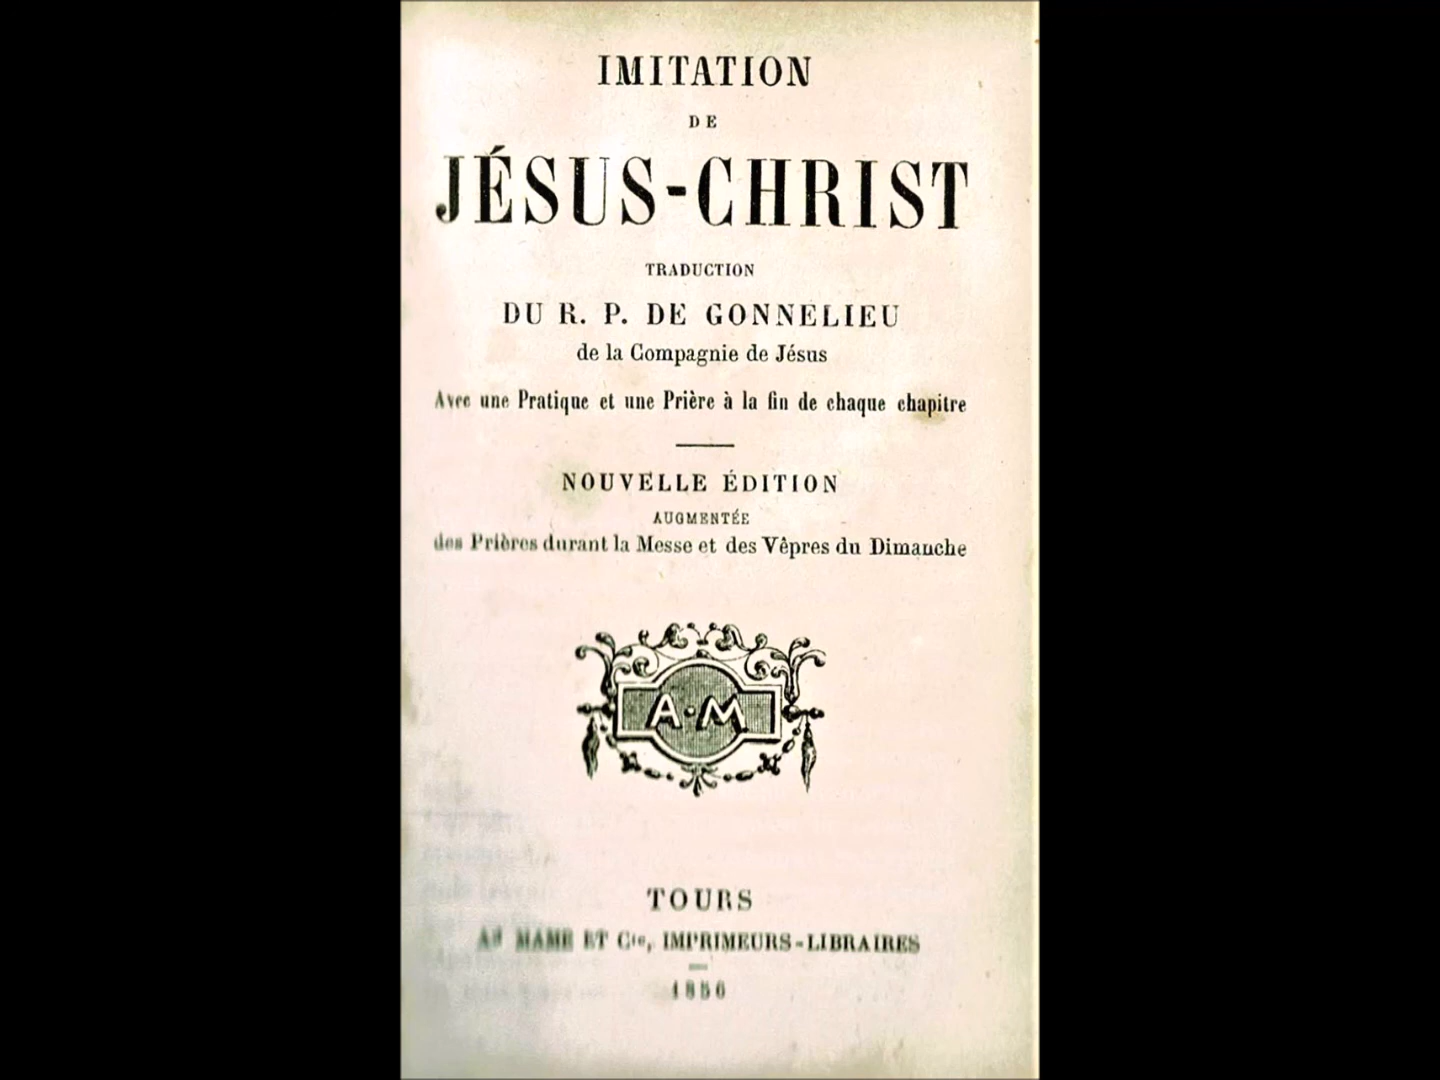 IMITATION
DE
JÉSUS-CHRIST
TRADUCTION
DU R. P. DE GONNELIEU
de la Compagnie de Jésus
Avec une Pratique et une Prière à la fin de chaque chapitre
NOUVELLE ÉDITION
AUGMENTÉE
des Prières durant la Messe et des Vêpres du Dimanche
A·M
TOURS
Ad MAME ET Cie, IMPRIMEURS-LIBRAIRES
1856